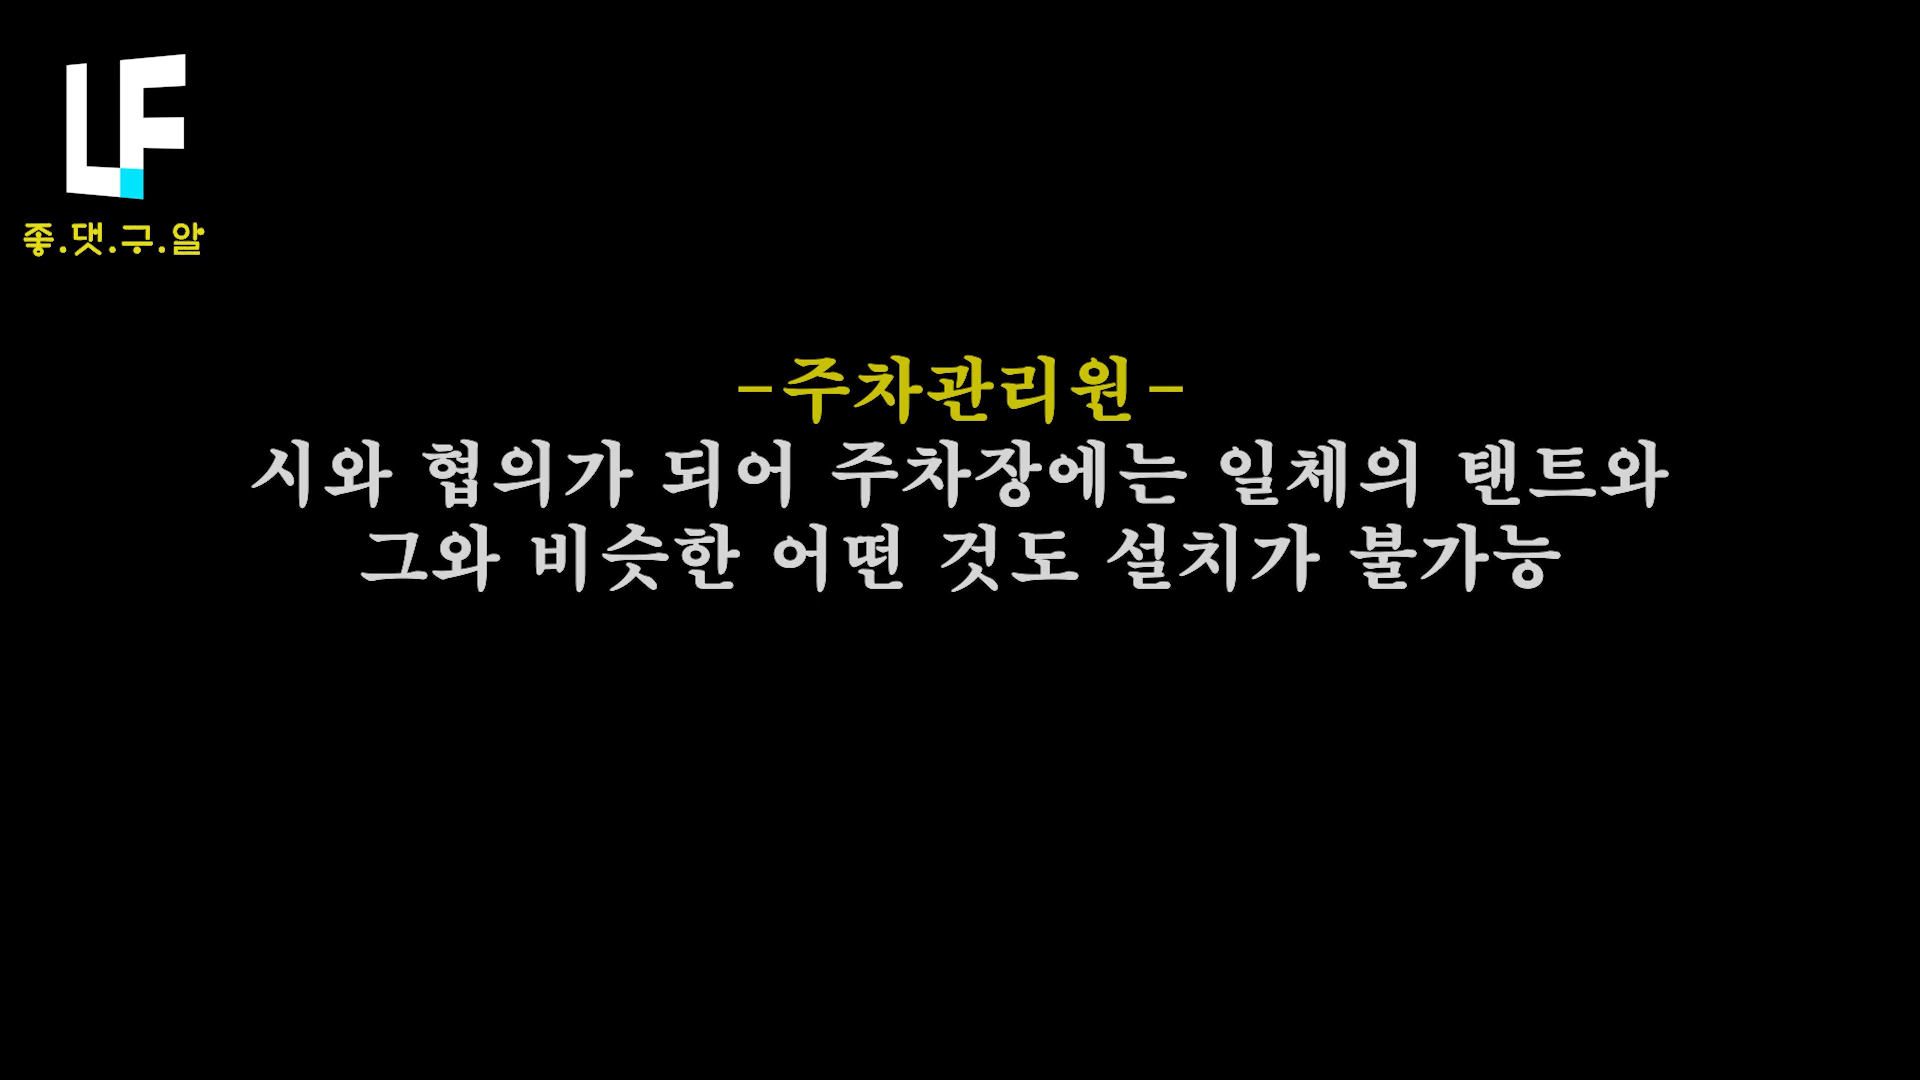 LF
좋.댓.구.알
-주차관리원-
시와 협의가 되어 주차장에는 일체의 탠트와
그와 비슷한 어떤 것도 설치가 불가능